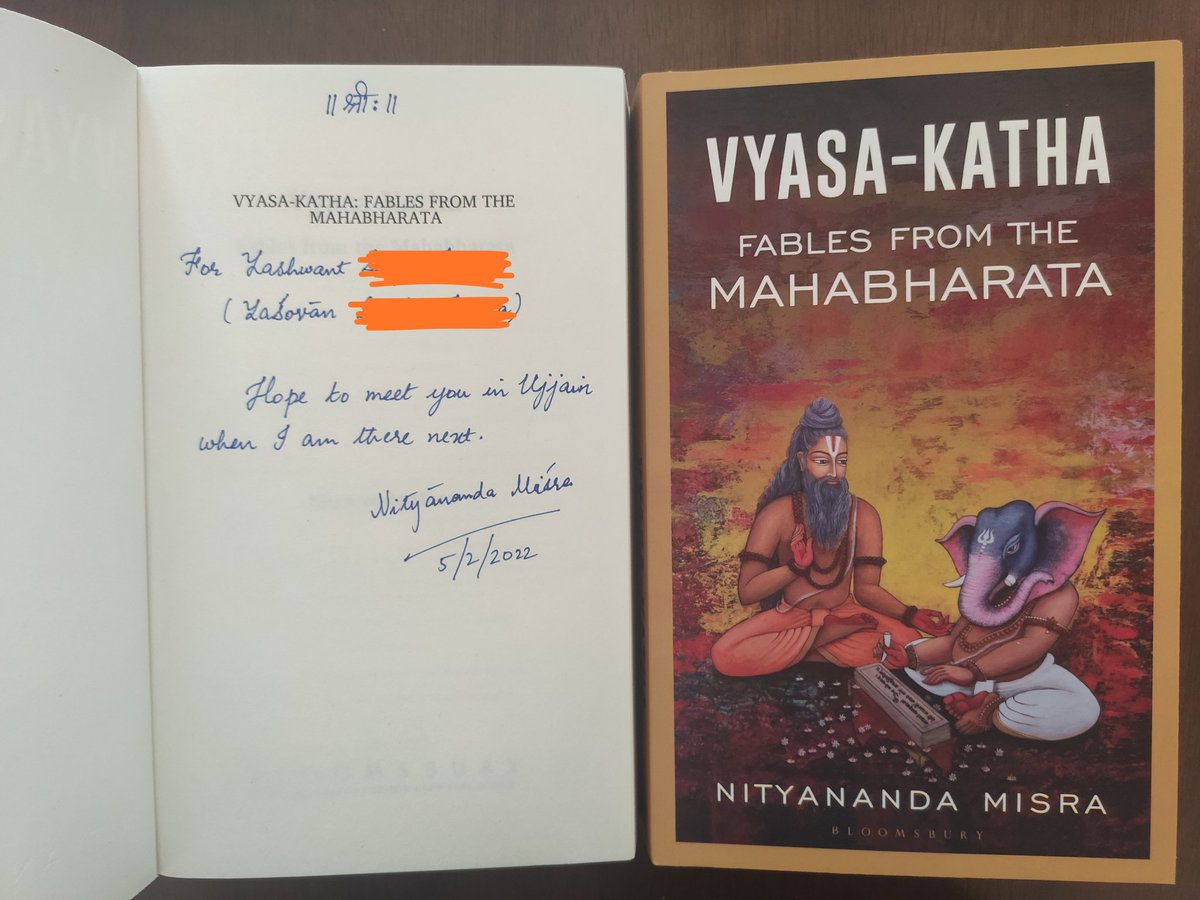 ॥ श्रीः ॥
VYASA-KATHA: FABLES FROM THE
MAHABHARATA
For Yashwant
(Yaśovān
Hope to meet you in Ujjain
when I am there next.
Nityānanda Miśra
5/2/2022
VYASA-KATHA
FABLES FROM THE
MAHABHARATA
NITYANANDA MISRA
BLOOMSBURY